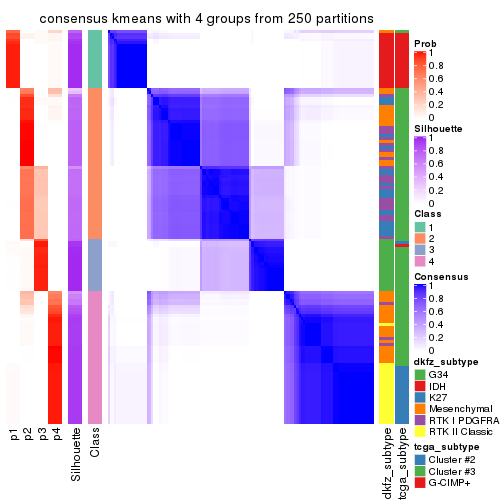 consensus kmeans with 4 groups from 250 partitions
Prob
1
0.8
0.6
0.4
0.2
0
Silhouette
1
0.8
0.6
0.4
0.2
0
Class
1
2
3
4
Consensus
1
0.8
0.6
0.4
0.2
0
dkfz_subtype
G34
IDH
K27
Mesenchymal
RTK I PDGFRA
RTK II Classic
tcga_subtype
Cluster #2
Cluster #3
G-CIMP+
p1
p2
p3
p4
Silhouette
Class
dkfz_subtype
tcga_subtype